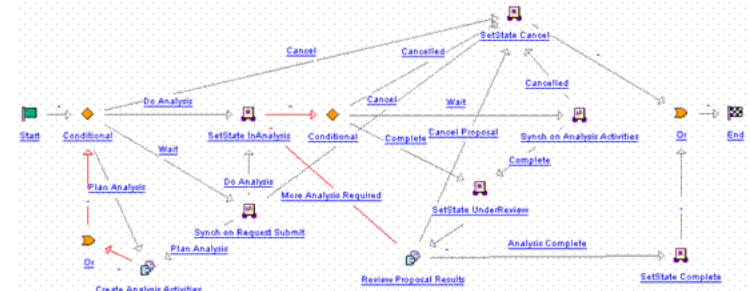 SetState Cancel
Cancel
Cancelled
Cancelled
Do Analysis
Cancel
Wait
Start
Conditional
SetState InAnalysis
Conditional
Complete
Cancel Proposal
Synch on Analysis Activities
Or
End
Wait
Complete
Plan Analysis
Do Analysis
More Analysis Required
SetState UnderReview
Synch on Request Submit
Plan Analysis
Analysis Complete
Or
Review Proposal Results
SetState Complete
Create Analysis Activities